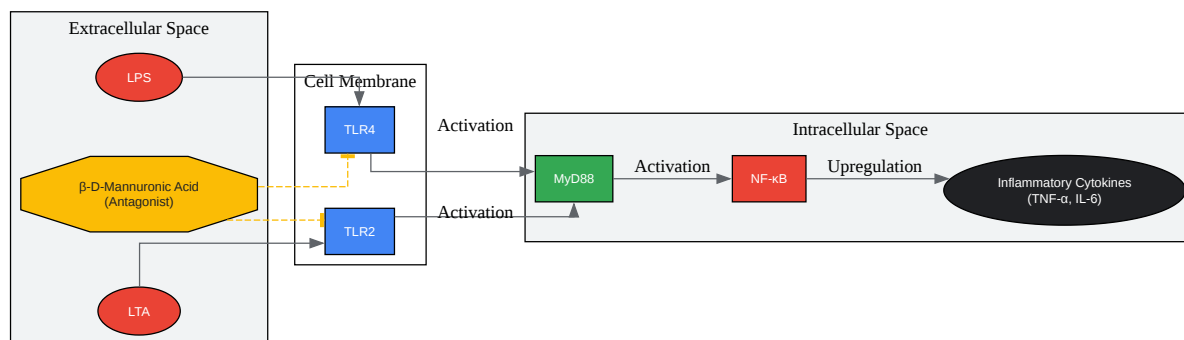 Extracellular Space
LPS
β-D-Mannuronic Acid
(Antagonist)
LTA
Cell Membrane
TLR4
TLR2
Activation
Activation
Intracellular Space
MyD88
Activation
NF-κB
Upregulation
Inflammatory Cytokines
(TNF-α, IL-6)